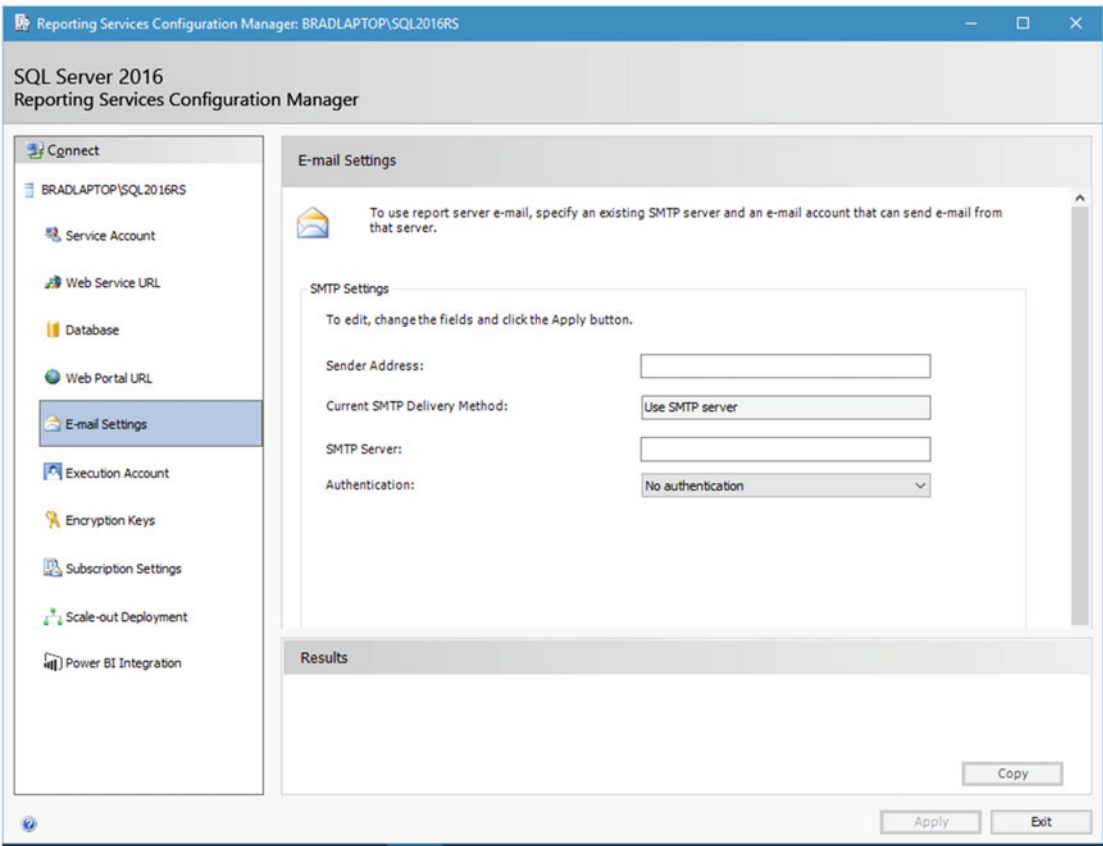 Reporting Services Configuration Manager: BRADLAPTOP\SQL2016RS
SQL Server 2016
Reporting Services Configuration Manager
Connect
BRADLAPTOP\SQL2016RS
Service Account
Web Service URL
Database
Web Portal URL
E-mail Settings
Execution Account
Encryption Keys
Subscription Settings
Scale-out Deployment
Power BI Integration
E-mail Settings
To use report server e-mail, specify an existing SMTP server and an e-mail account that can send e-mail from
that server.
SMTP Settings
To edit, change the fields and click the Apply button.
Sender Address:
Current SMTP Delivery Method: Use SMTP server
SMTP Server:
Authentication: No authentication
Results
Copy
Apply Exit